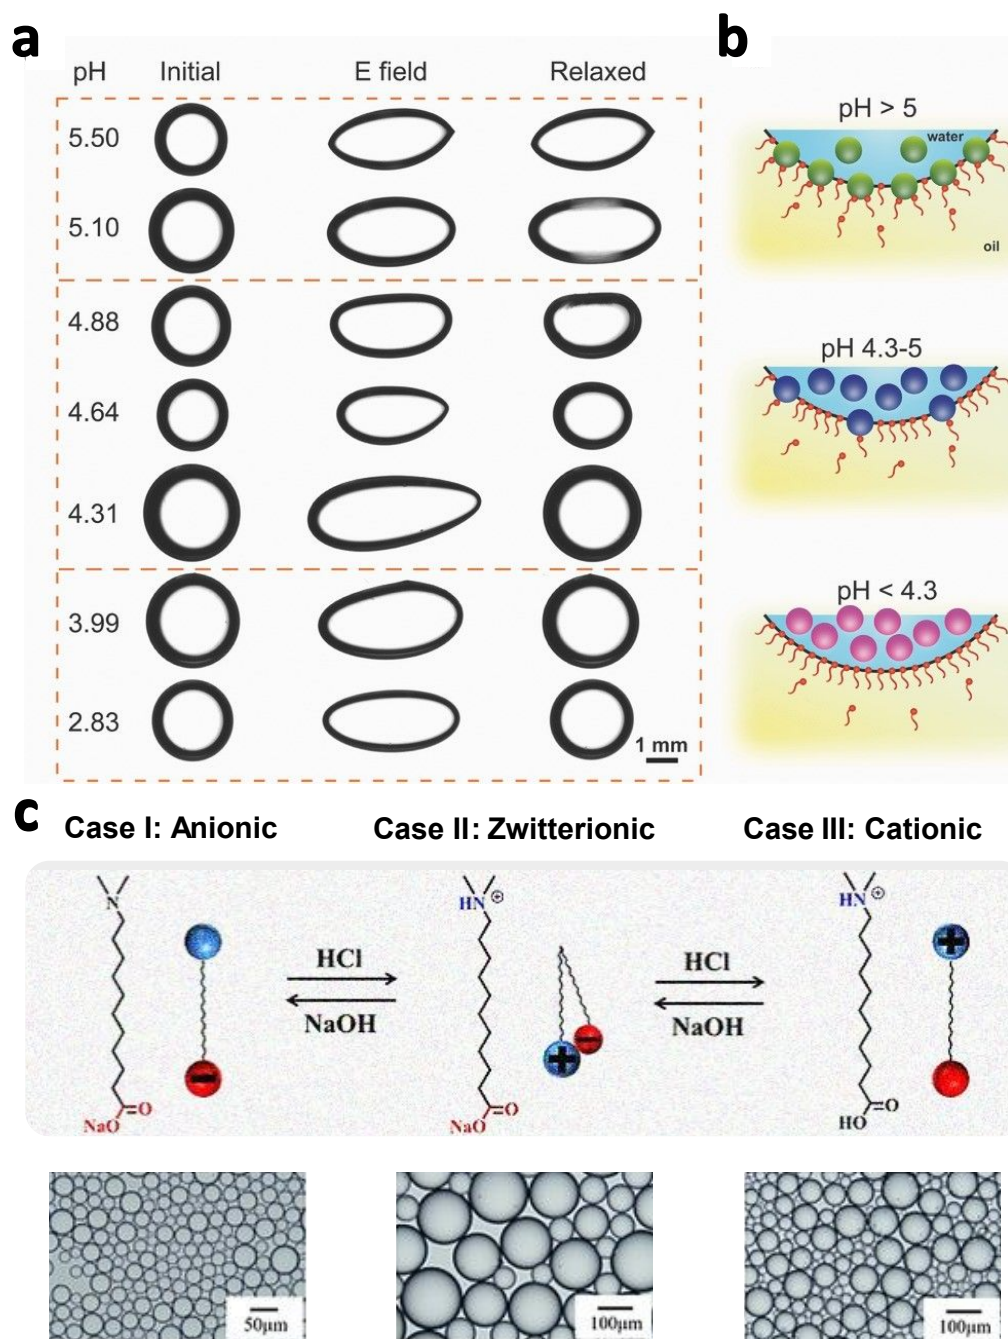 a
pH Initial E field Relaxed
5.50
5.10
4.88
4.64
4.31
3.99
2.83
1 mm
b
pH > 5
water
oil
pH 4.3-5
pH < 4.3
c
Case I: Anionic Case II: Zwitterionic Case III: Cationic
N HN ⊕ HN ⊕
HCl HCl
NaOH NaOH
+
− + −
O O O
NaO NaO HO
50μm 100μm 100μm